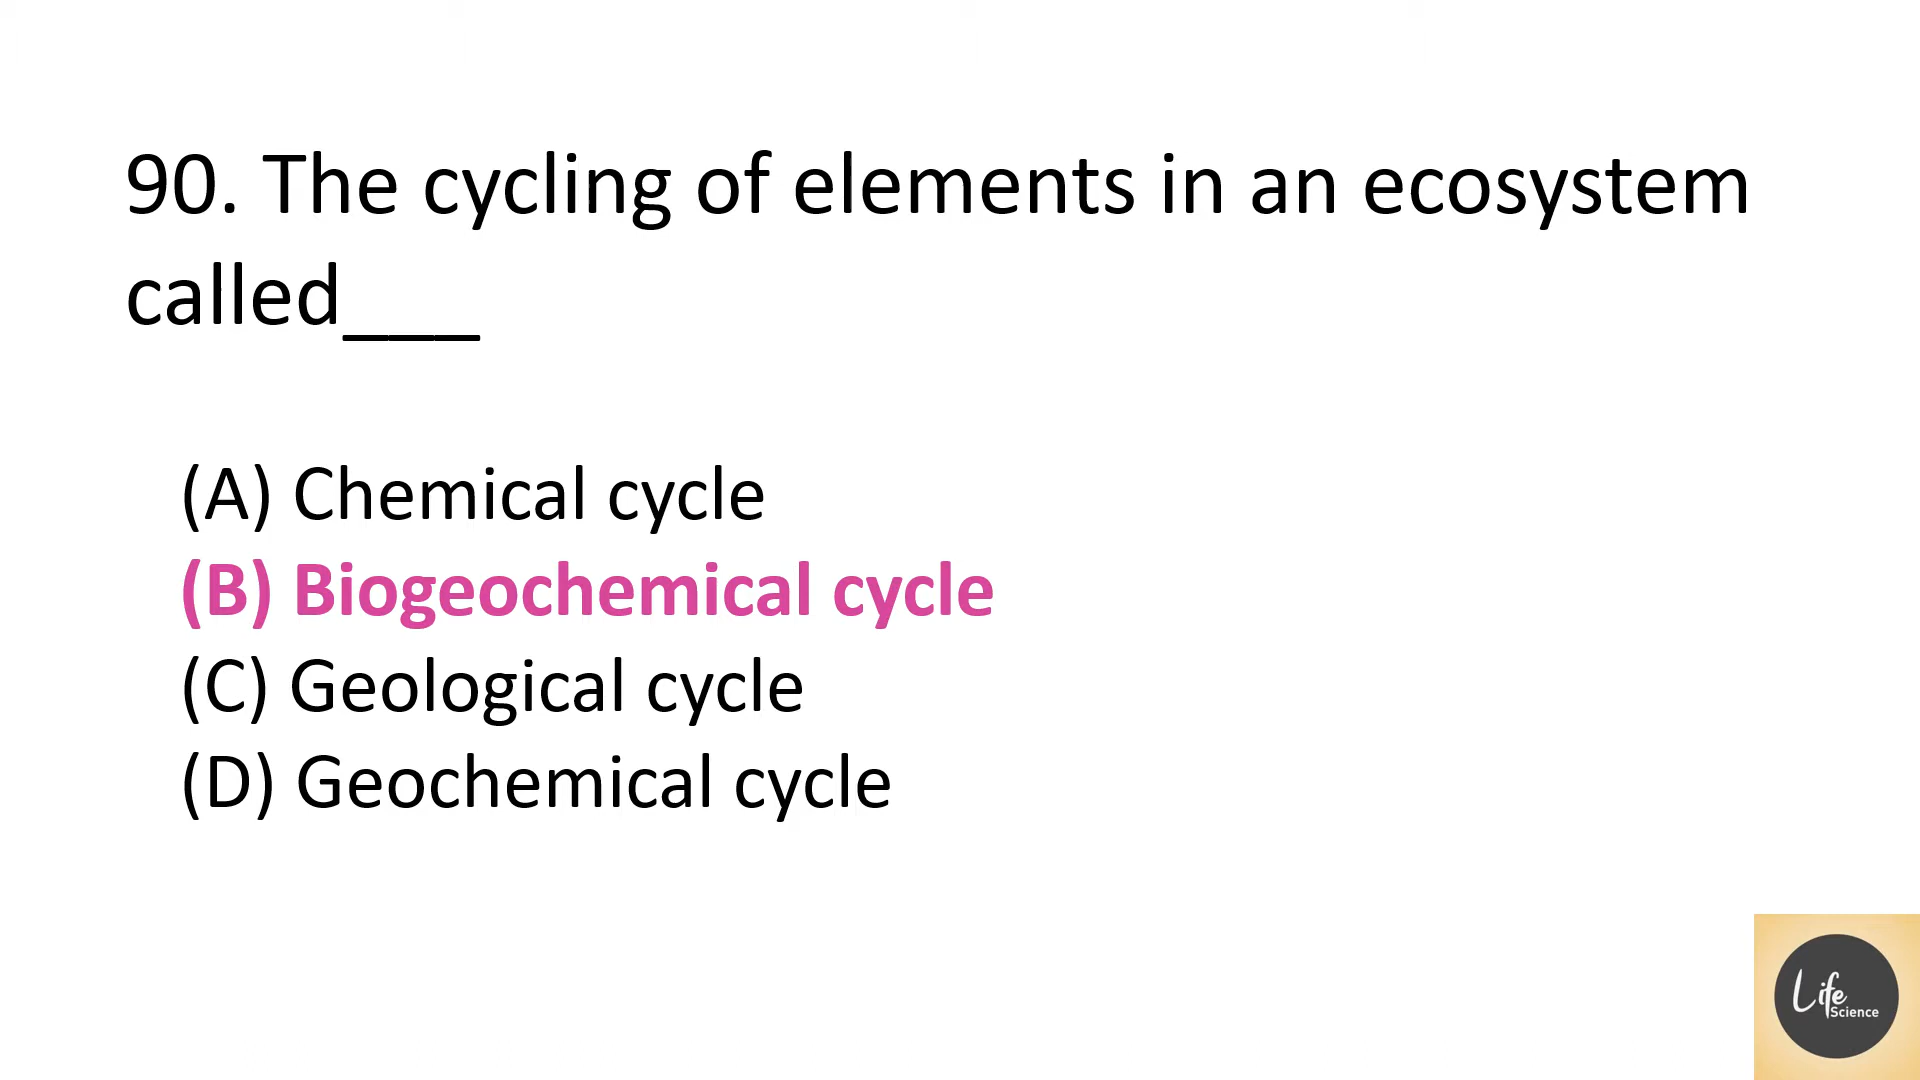 90. The cycling of elements in an ecosystem
called___
(A) Chemical cycle
(B) Biogeochemical cycle
(C) Geological cycle
(D) Geochemical cycle
Life
Science